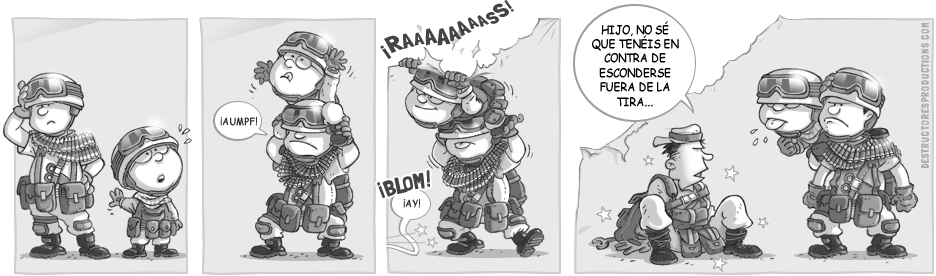 ¡AUMPF!
¡RAAAAAAAASS!
¡BLOM!
¡AY!
HIJO, NO SÉ
QUE TENÉIS EN
CONTRA DE
ESCONDERSE
FUERA DE LA
TIRA...
DESTRUCTORESPRODUCTIONS.COM